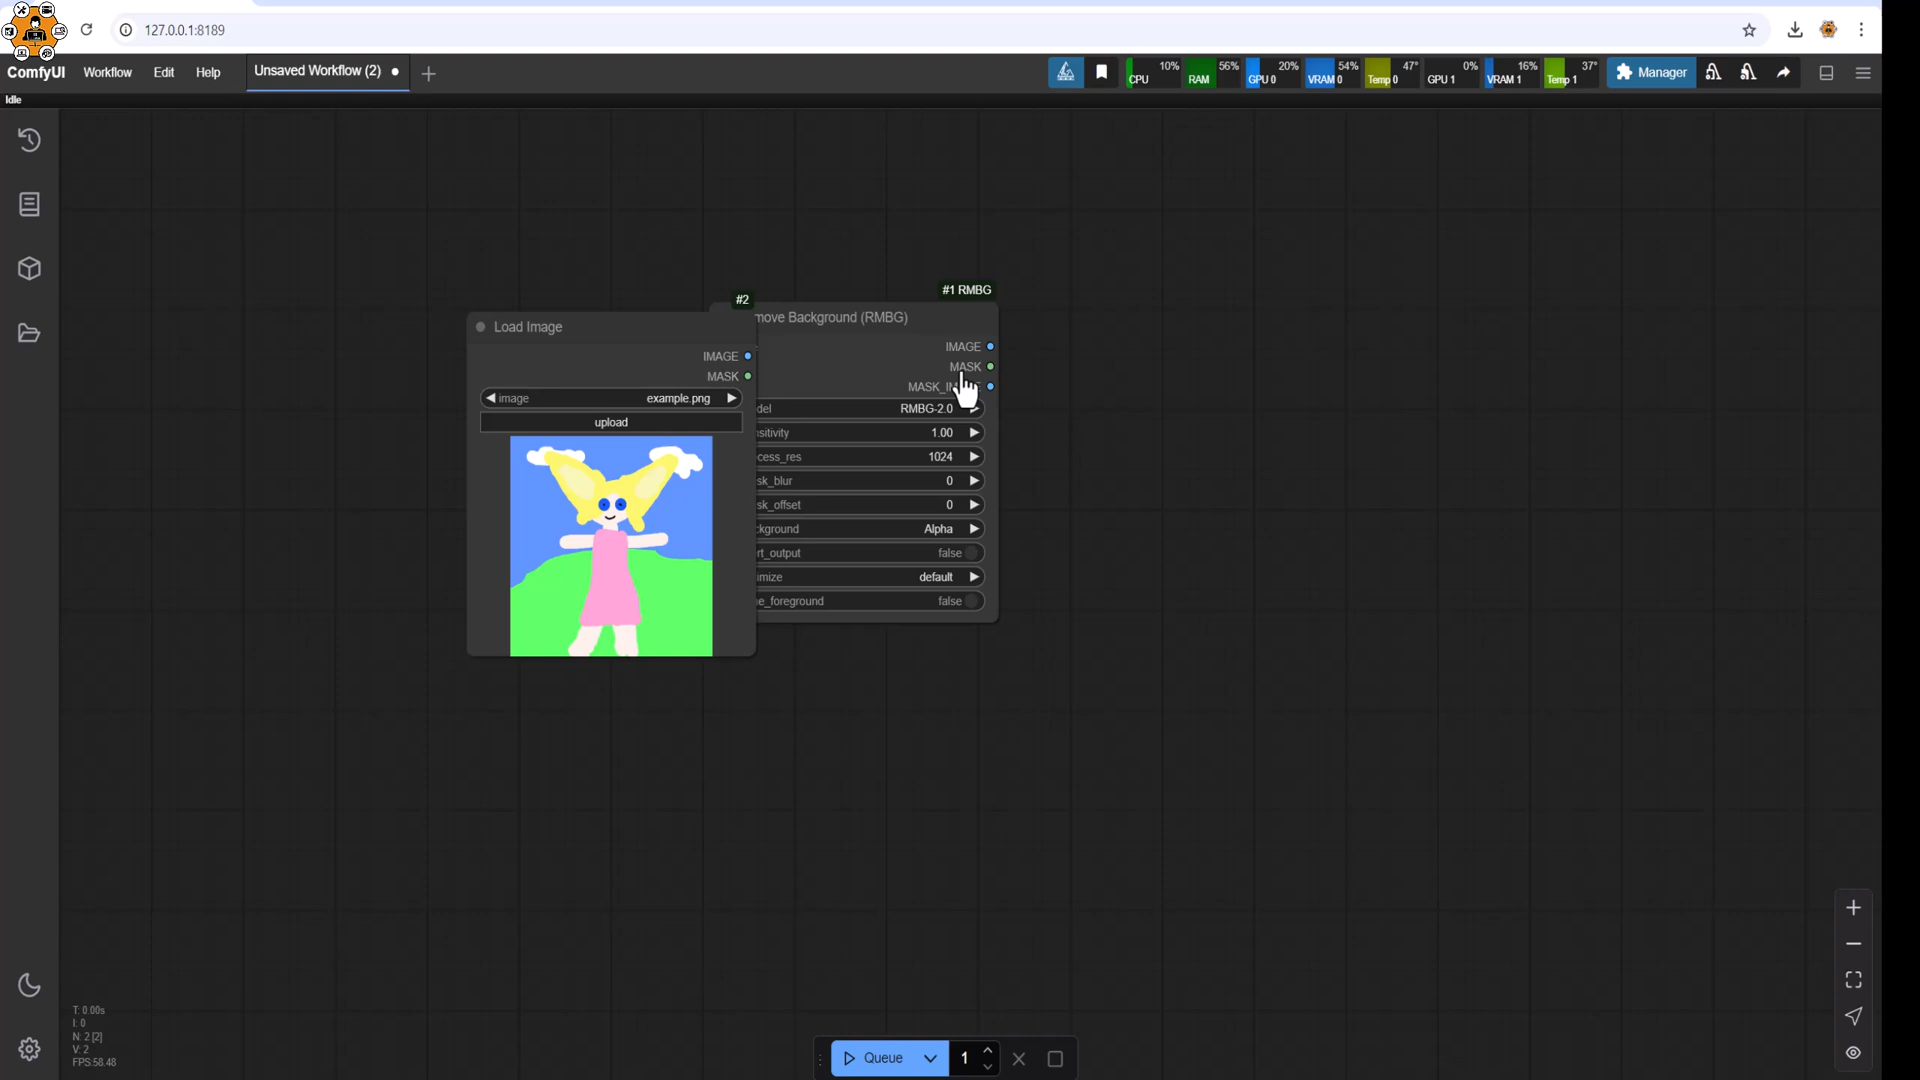 127.0.0.1:8189
ComfyUI Workflow Edit Help Unsaved Workflow (2)
CPU 10% RAM 56% GPU 0 20% VRAM 0 54% Temp 0 47° GPU 1 0% VRAM 1 16% Temp 1 37° Manager
Idle
#1 RMBG
#2
move Background (RMBG)
Load Image
IMAGE
MASK
IMAGE
MASK
image example.png
upload
RMBG-2.0
sitivity 1.00
cess_res 1024
sk_blur 0
sk_offset 0
kground Alpha
rt_output false
imize default
e_foreground false
T: 0.00s
I: 0
N: 2 [2]
V: 2
FPS:58.48
Queue 1